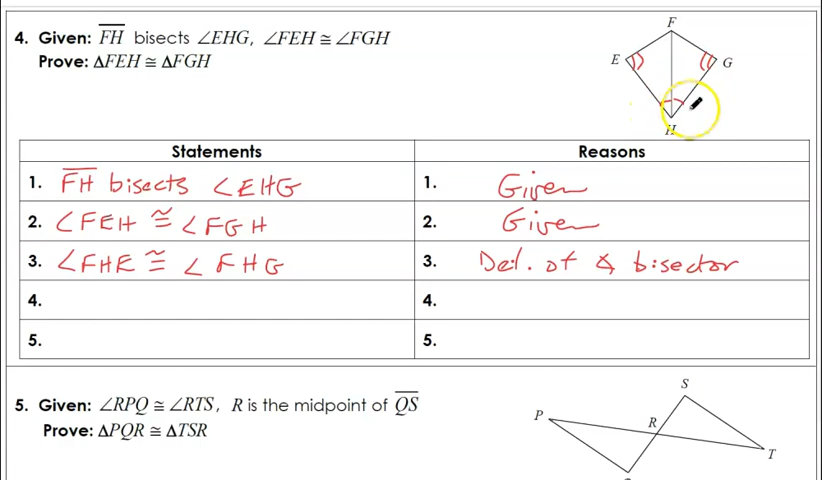 4. Given: FH bisects ∠EHG, ∠FEH ≅ ∠FGH
Prove: ΔFEH ≅ ΔFGH
F
E
G
H
Statements Reasons
1. FH bisects ∠EHG 1. Given
2. ∠FEH ≅ ∠FGH 2. Given
3. ∠FHE ≅ ∠FHG 3. Def. of ∡ bisector
4. 4.
5. 5.
5. Given: ∠RPQ ≅ ∠RTS, R is the midpoint of QS
Prove: ΔPQR ≅ ΔTSR
S
P
R
T